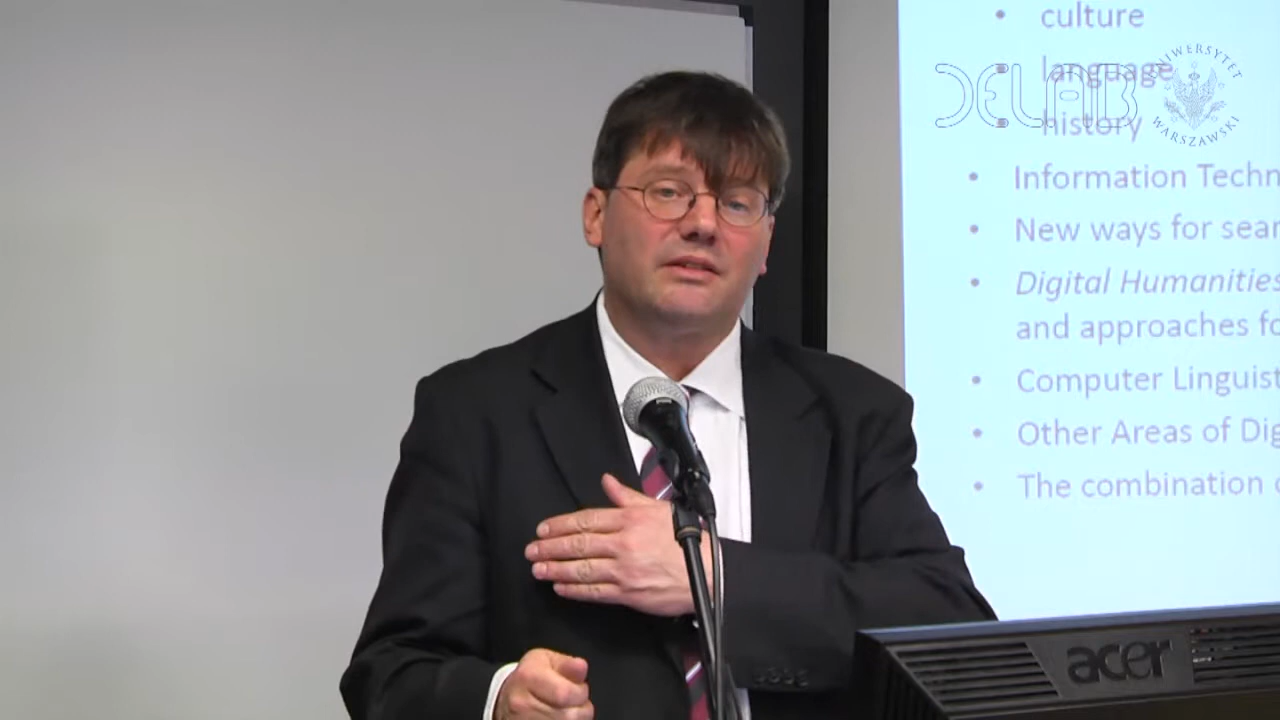 • culture
• language
• history
DELAB
UNIWERSYTET WARSZAWSKI
• Information Techn
• New ways for sear
• Digital Humanities
and approaches fo
• Computer Linguist
• Other Areas of Dig
• The combination
acer